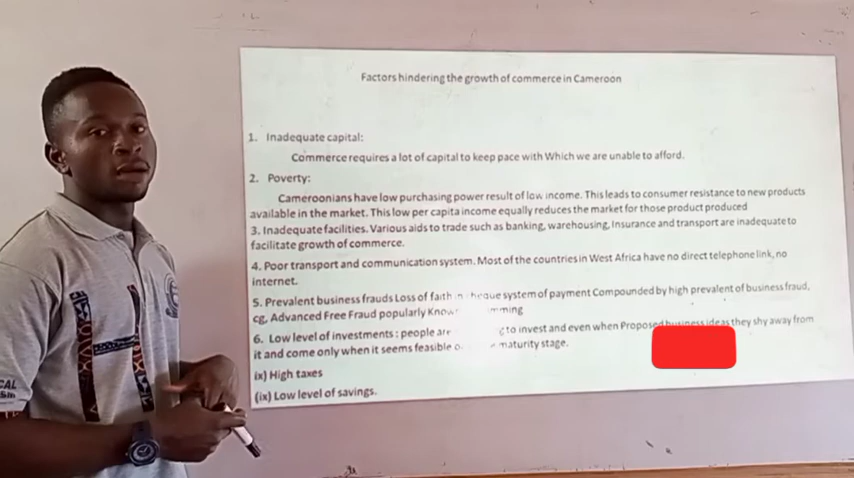 Factors hindering the growth of commerce in Cameroon
1. Inadequate capital:
Commerce requires a lot of capital to keep pace with Which we are unable to afford.
2. Poverty:
Cameroonians have low purchasing power result of low income. This leads to consumer resistance to new products
available in the market. This low per capita income equally reduces the market for those product produced
3. Inadequate facilities. Various aids to trade such as banking, warehousing, Insurance and transport are inadequate to
facilitate growth of commerce.
4. Poor transport and communication system. Most of the countries in West Africa have no direct telephone link, no
internet.
5. Prevalent business frauds Loss of faith system of payment Compounded by high prevalent of business fraud,
cg, Advanced Free Fraud popularly
6. Low level of investments : people are to invest and even when Proposed business ideas they shy away from
it and come only when it seems feasible maturity stage.
ix) High taxes
(ix) Low level of savings.
CAL